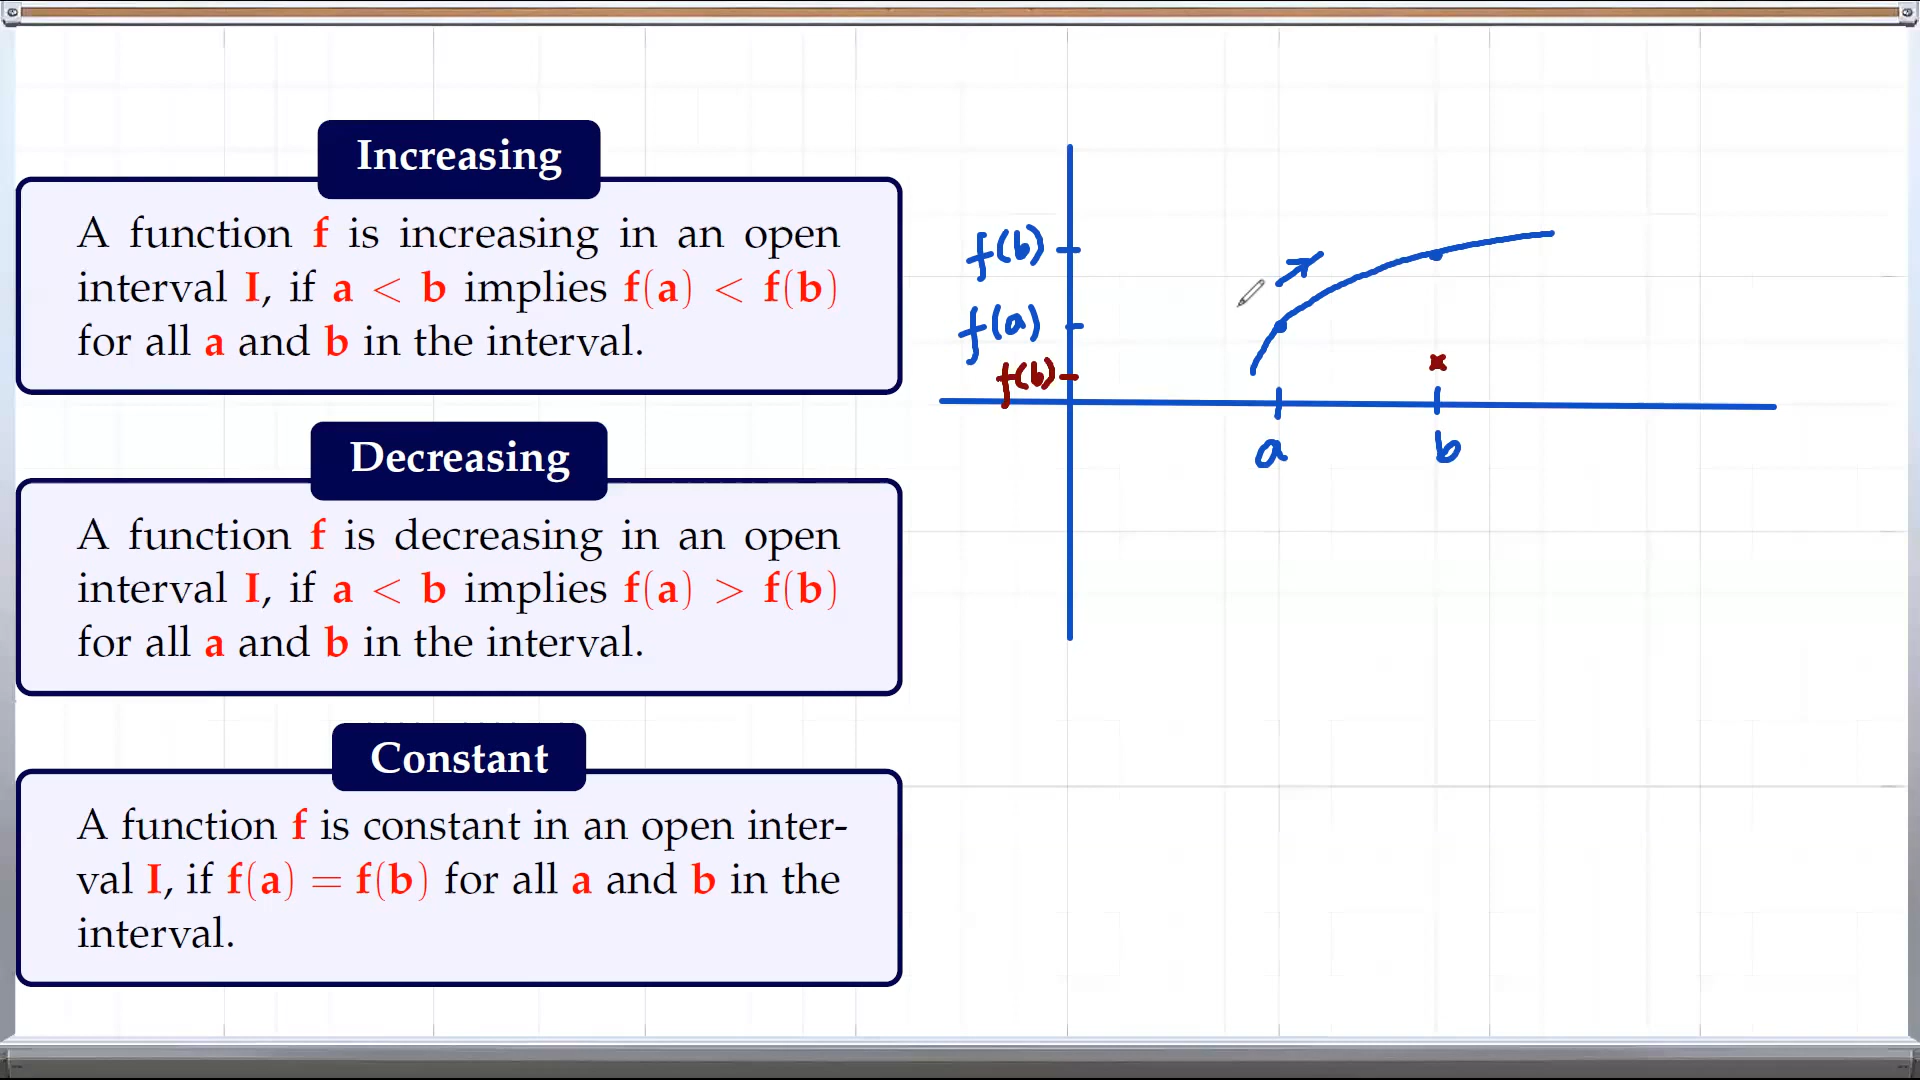 Increasing
A function f is increasing in an open
interval I, if a < b implies f(a) < f(b)
for all a and b in the interval.
Decreasing
A function f is decreasing in an open
interval I, if a < b implies f(a) > f(b)
for all a and b in the interval.
Constant
A function f is constant in an open inter-
val I, if f(a) = f(b) for all a and b in the
interval.
f(b)
f(a)
f(b)
a
b